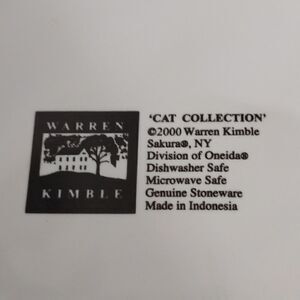 WARREN
KIMBLE
'CAT COLLECTION'
©2000 Warren Kimble
Sakura®, NY
Division of Oneida®
Dishwasher Safe
Microwave Safe
Genuine Stoneware
Made in Indonesia